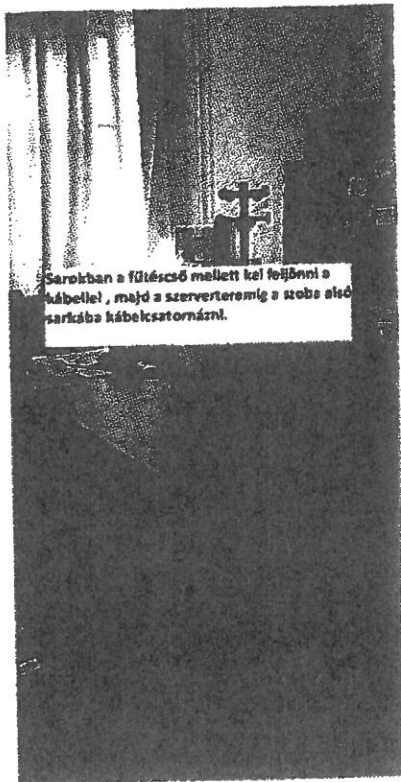 Sarokban a fűtéscső mellett kel feljönni a
kábellel , majd a szerverteremig a szoba alsó
sarkába kábelcsatornázni.